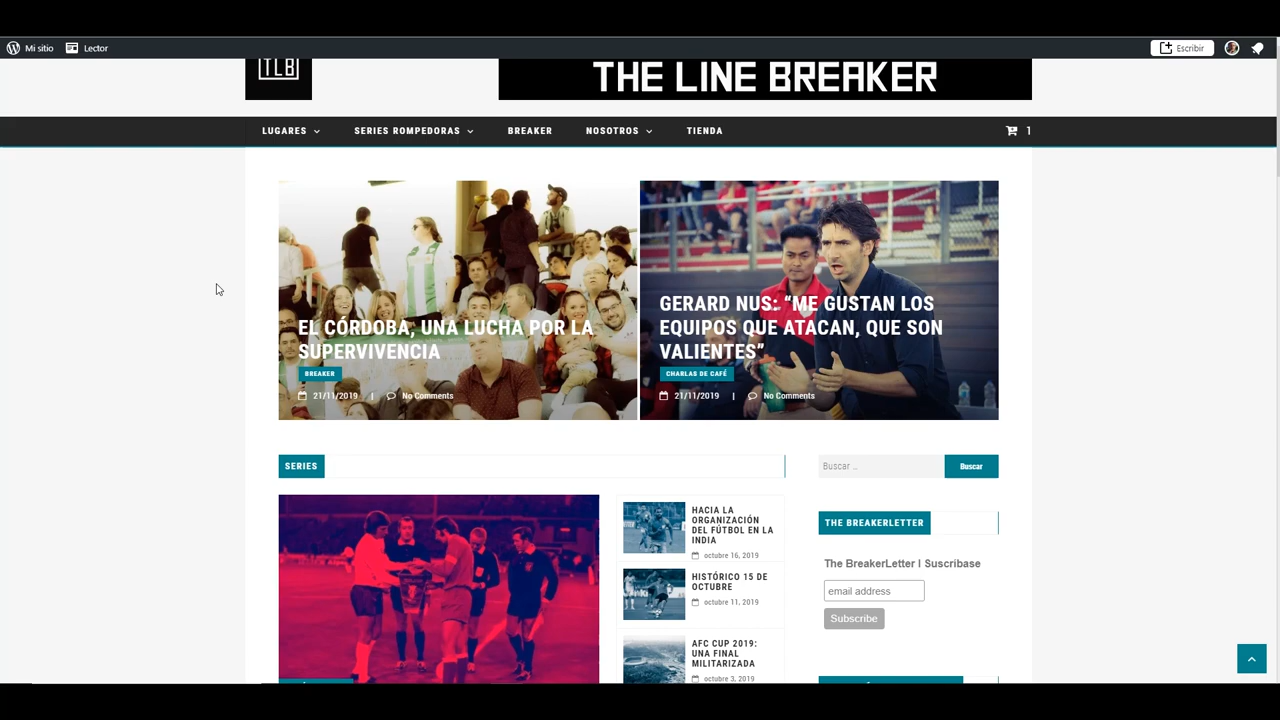 Mi sitio
Lector
Escribir
TLB
THE LINE BREAKER
LUGARES
SERIES ROMPEDORAS
BREAKER
NOSOTROS
TIENDA
1
EL CÓRDOBA, UNA LUCHA POR LA
SUPERVIVENCIA
BREAKER
21/11/2019 | No Comments
GERARD NUS: “ME GUSTAN LOS
EQUIPOS QUE ATACAN, QUE SON
VALIENTES”
CHARLAS DE CAFÉ
21/11/2019 | No Comments
SERIES
HACIA LA
ORGANIZACIÓN
DEL FÚTBOL EN LA
INDIA
octubre 16, 2019
HISTÓRICO 15 DE
OCTUBRE
octubre 11, 2019
AFC CUP 2019:
UNA FINAL
MILITARIZADA
octubre 3, 2019
Buscar …
Buscar
THE BREAKERLETTER
The BreakerLetter | Suscríbase
email address
Subscribe